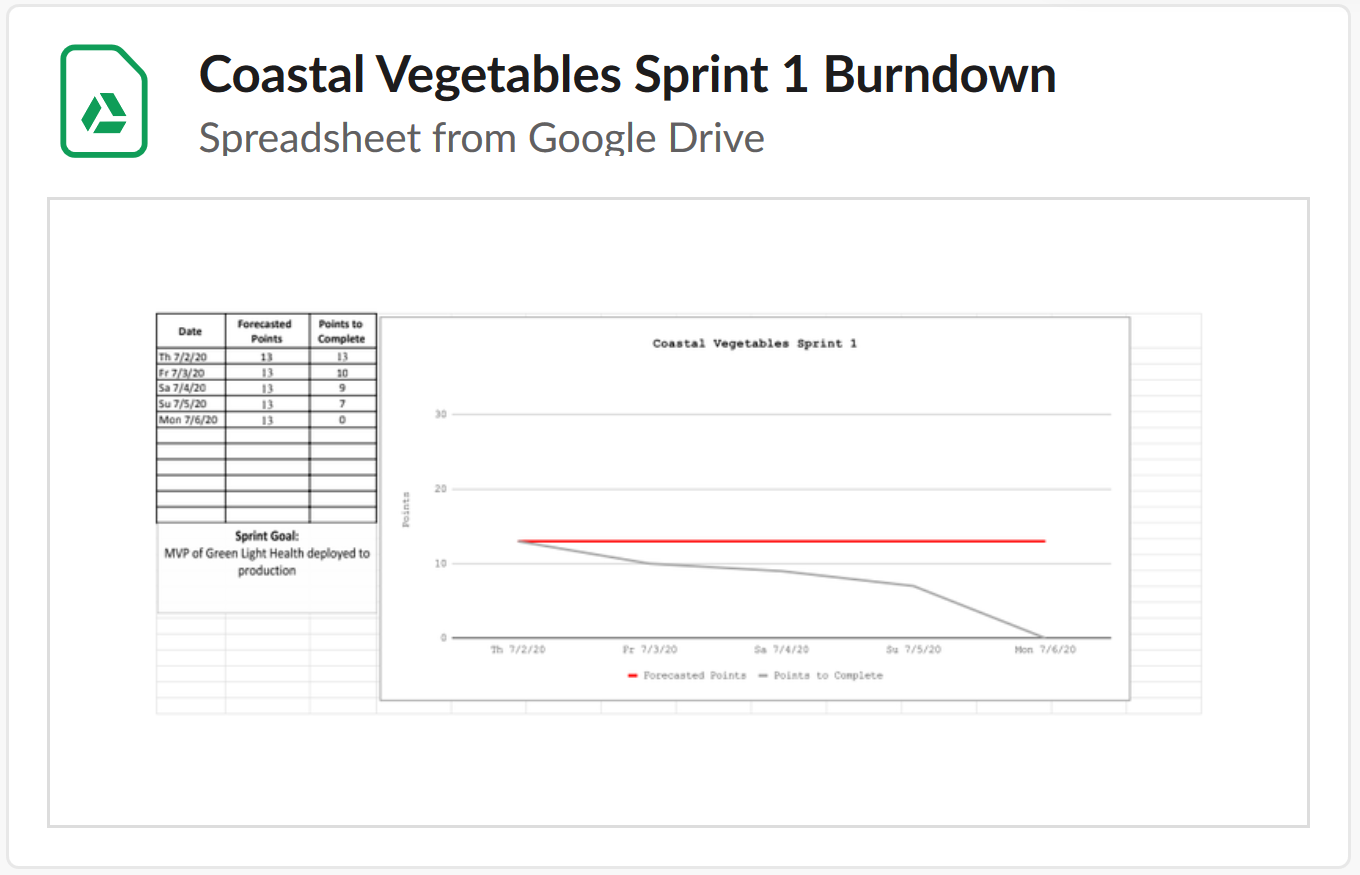 Coastal Vegetables Sprint 1 Burndown
Spreadsheet from Google Drive
Date Forecasted Points Points to Complete
Th 7/2/20 13 13
Fr 7/3/20 13 10
Sa 7/4/20 13 9
Su 7/5/20 13 7
Mon 7/6/20 13 0
Sprint Goal:
MVP of Green Light Health deployed to
production
Coastal Vegetables Sprint 1
30
20
10
0
Points
Th 7/2/20 Fr 7/3/20 Sa 7/4/20 Su 7/5/20 Mon 7/6/20
Forecasted Points Points to Complete